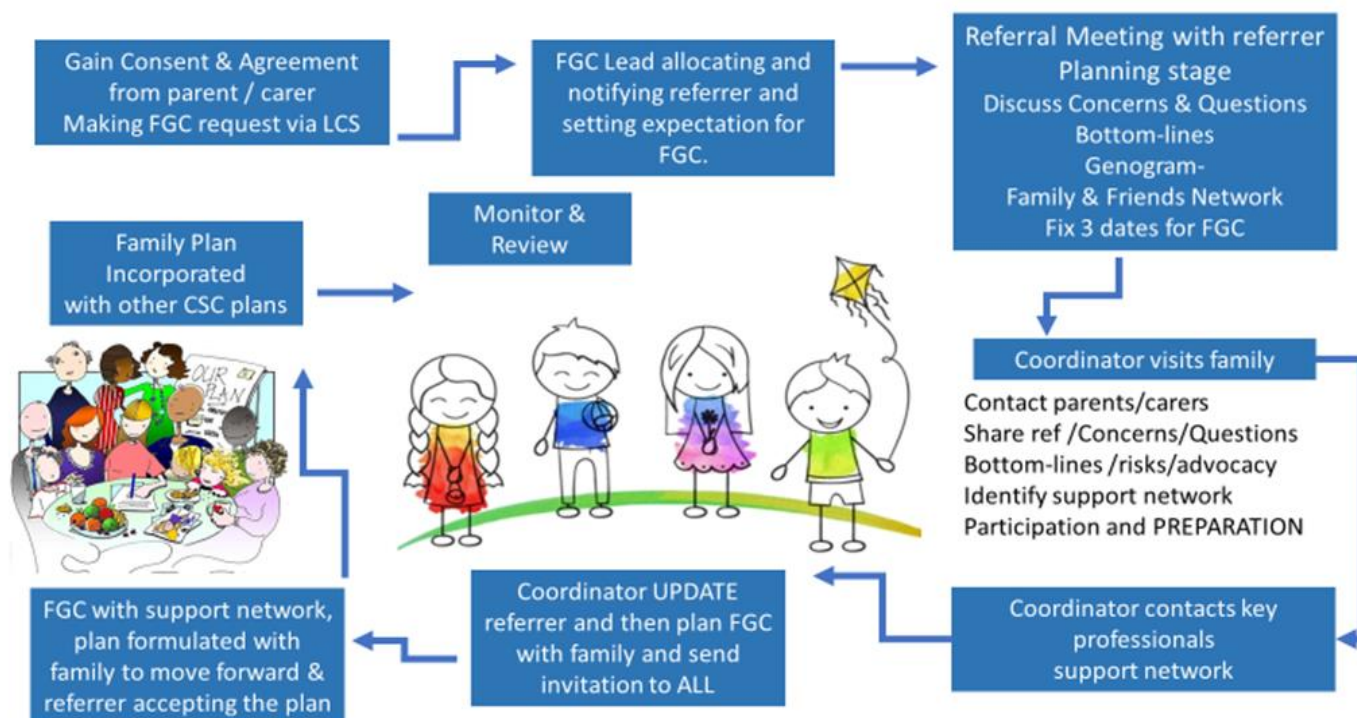 Gain Consent & Agreement
from parent / carer
Making FGC request via LCS
FGC Lead allocating and
notifying referrer and
setting expectation for
FGC.
Referral Meeting with referrer
Planning stage
Discuss Concerns & Questions
Bottom-lines
Genogram-
Family & Friends Network
Fix 3 dates for FGC
Coordinator visits family
Contact parents/carers
Share ref /Concerns/Questions
Bottom-lines /risks/advocacy
Identify support network
Participation and PREPARATION
Coordinator contacts key
professionals
support network
Coordinator UPDATE
referrer and then plan FGC
with family and send
invitation to ALL
FGC with support network,
plan formulated with
family to move forward &
referrer accepting the plan
OUR
PLAN
Family Plan
Incorporated
with other CSC plans
Monitor &
Review